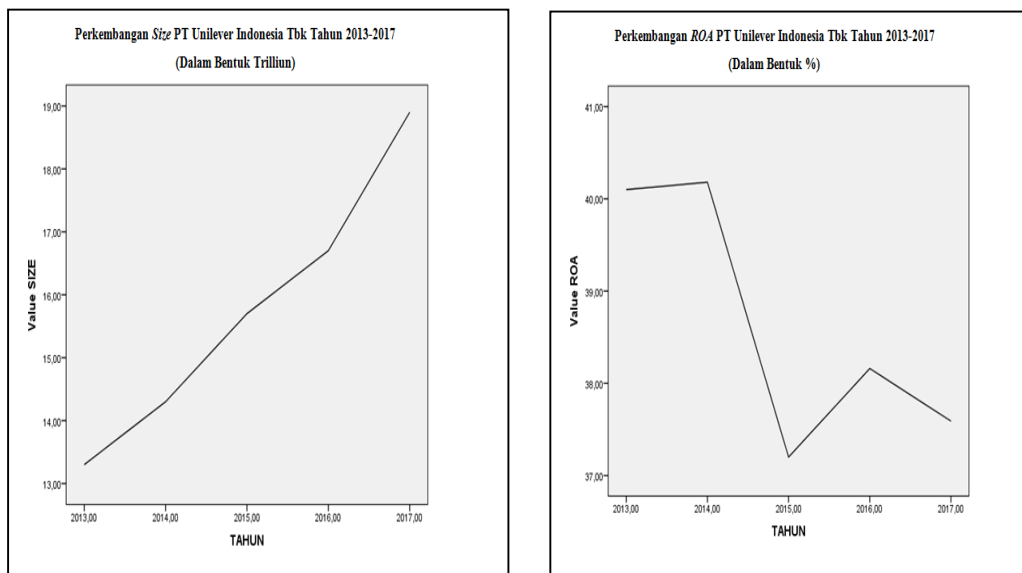 Perkembangan Size PT Unilever Indonesia Tbk Tahun 2013-2017
(Dalam Bentuk Trilliun)
19,00
18,00
17,00
16,00
15,00
14,00
13,00
Value SIZE
2013,00 2014,00 2015,00 2016,00 2017,00
TAHUN
Perkembangan ROA PT Unilever Indonesia Tbk Tahun 2013-2017
(Dalam Bentuk %)
41,00
40,00
39,00
38,00
37,00
Value ROA
2013,00 2014,00 2015,00 2016,00 2017,00
TAHUN